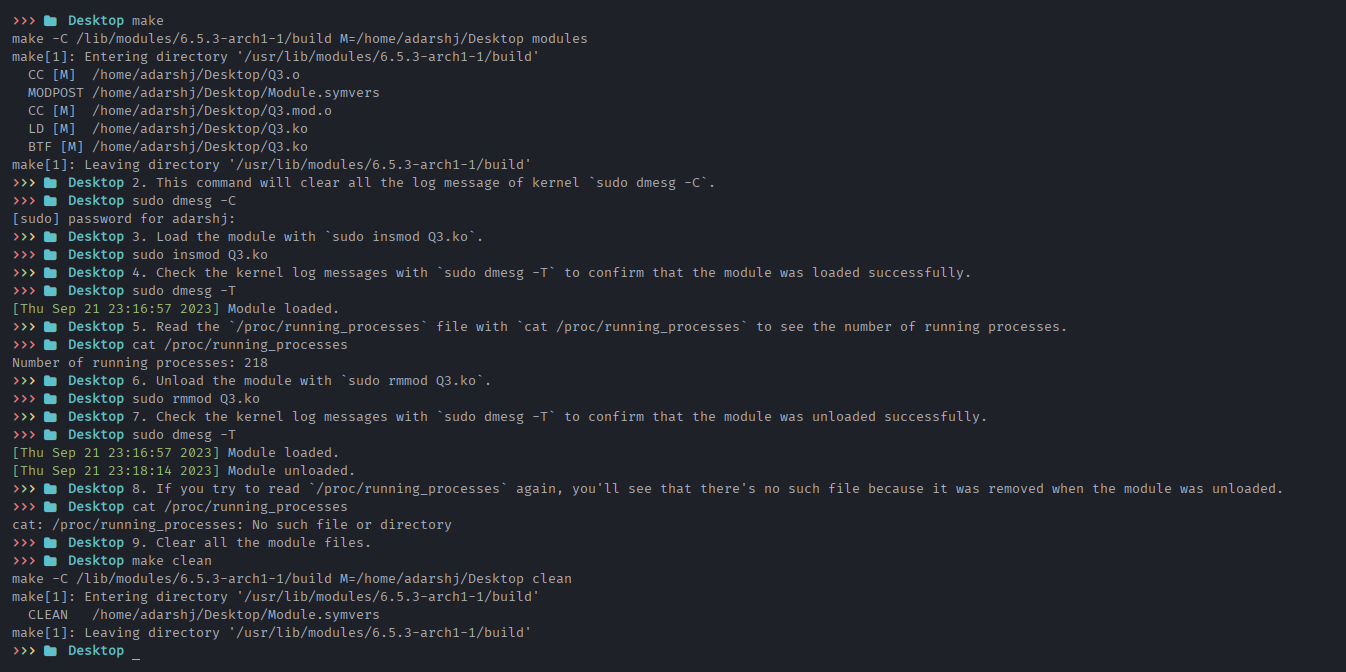 >>> Desktop make
make -C /lib/modules/6.5.3-arch1-1/build M=/home/adarshj/Desktop modules
make[1]: Entering directory '/usr/lib/modules/6.5.3-arch1-1/build'
  CC [M]  /home/adarshj/Desktop/Q3.o
  MODPOST /home/adarshj/Desktop/Module.symvers
  CC [M]  /home/adarshj/Desktop/Q3.mod.o
  LD [M]  /home/adarshj/Desktop/Q3.ko
  BTF [M] /home/adarshj/Desktop/Q3.ko
make[1]: Leaving directory '/usr/lib/modules/6.5.3-arch1-1/build'
>>> Desktop 2. This command will clear all the log message of kernel `sudo dmesg -C`.
>>> Desktop sudo dmesg -C
[sudo] password for adarshj:
>>> Desktop 3. Load the module with `sudo insmod Q3.ko`.
>>> Desktop sudo insmod Q3.ko
>>> Desktop 4. Check the kernel log messages with `sudo dmesg -T` to confirm that the module was loaded successfully.
>>> Desktop sudo dmesg -T
[Thu Sep 21 23:16:57 2023] Module loaded.
>>> Desktop 5. Read the `/proc/running_processes` file with `cat /proc/running_processes` to see the number of running processes.
>>> Desktop cat /proc/running_processes
Number of running processes: 218
>>> Desktop 6. Unload the module with `sudo rmmod Q3.ko`.
>>> Desktop sudo rmmod Q3.ko
>>> Desktop 7. Check the kernel log messages with `sudo dmesg -T` to confirm that the module was unloaded successfully.
>>> Desktop sudo dmesg -T
[Thu Sep 21 23:16:57 2023] Module loaded.
[Thu Sep 21 23:18:14 2023] Module unloaded.
>>> Desktop 8. If you try to read `/proc/running_processes` again, you'll see that there's no such file because it was removed when the module was unloaded.
>>> Desktop cat /proc/running_processes
cat: /proc/running_processes: No such file or directory
>>> Desktop 9. Clear all the module files.
>>> Desktop make clean
make -C /lib/modules/6.5.3-arch1-1/build M=/home/adarshj/Desktop clean
make[1]: Entering directory '/usr/lib/modules/6.5.3-arch1-1/build'
  CLEAN   /home/adarshj/Desktop/Module.symvers
make[1]: Leaving directory '/usr/lib/modules/6.5.3-arch1-1/build'
>>> Desktop _